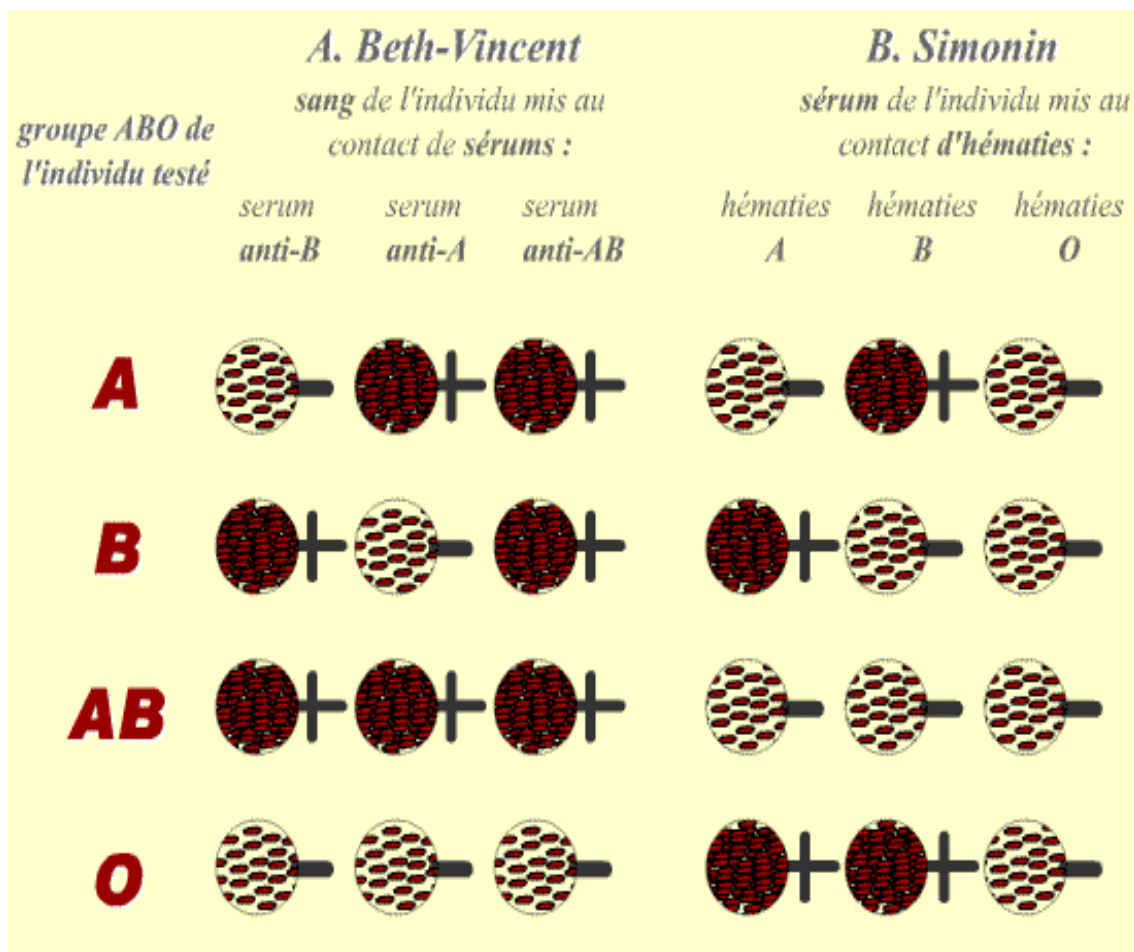 A. Beth-Vincent
sang de l'individu mis au
contact de sérums :
B. Simonin
sérum de l'individu mis au
contact d'hématies :
groupe ABO de
l'individu testé
serum serum serum
anti-B anti-A anti-AB
hématies hématies hématies
A B O
A - + + - + -
B + - + + - -
AB + + + - - -
O - - - + + -